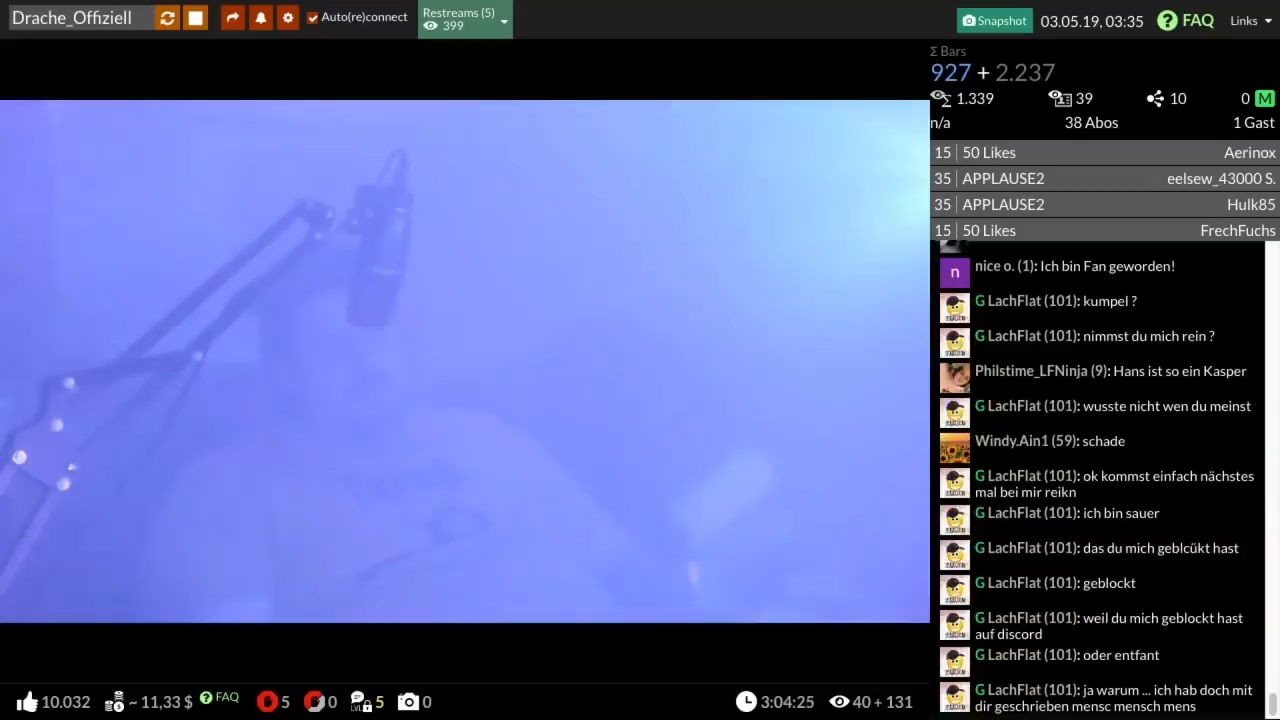 Drache_Offiziell
Auto(re)connect
Restreams (5)
399
Snapshot
03.05.19, 03:35
FAQ
Links
Σ Bars
927 + 2.237
1.339
39
10
0 M
n/a
38 Abos
1 Gast
15 50 Likes Aerinox
35 APPLAUSE2 eelsew_43000 S.
35 APPLAUSE2 Hulk85
15 50 Likes FrechFuchs
n nice o. (1): Ich bin Fan geworden!
G LachFlat (101): kumpel ?
G LachFlat (101): nimmst du mich rein ?
Philstime_LFNinja (9): Hans ist so ein Kasper
G LachFlat (101): wusste nicht wen du meinst
Windy.Ain1 (59): schade
G LachFlat (101): ok kommst einfach nächstes
mal bei mir reikn
G LachFlat (101): ich bin sauer
G LachFlat (101): das du mich geblcükt hast
G LachFlat (101): geblockt
G LachFlat (101): weil du mich geblockt hast
auf discord
G LachFlat (101): oder entfant
G LachFlat (101): ja warum ... ich hab doch mit
dir geschrieben mensc mensch mens
10.032
~ 11,33 $
FAQ
5
LVL 5
0
3:04:25
40 + 131